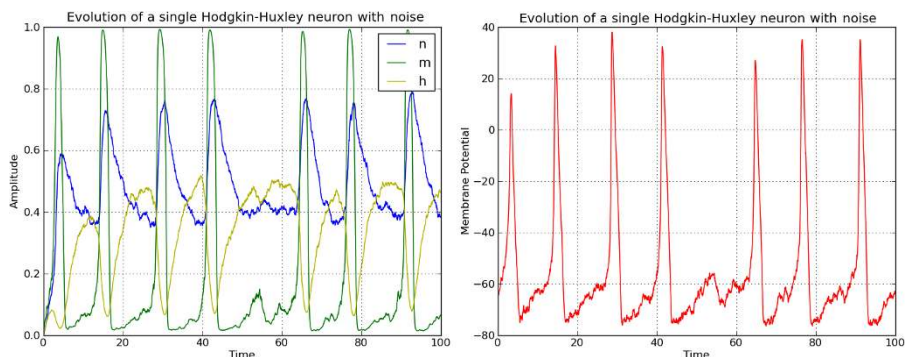 Evolution of a single Hodgkin-Huxley neuron with noise
1.0
0.8
0.6
0.4
0.2
0.0
Amplitude
n
m
h
0 20 40 60 80 100
Time
Evolution of a single Hodgkin-Huxley neuron with noise
40
20
0
−20
−40
−60
−80
Membrane Potential
0 20 40 60 80 100
Time